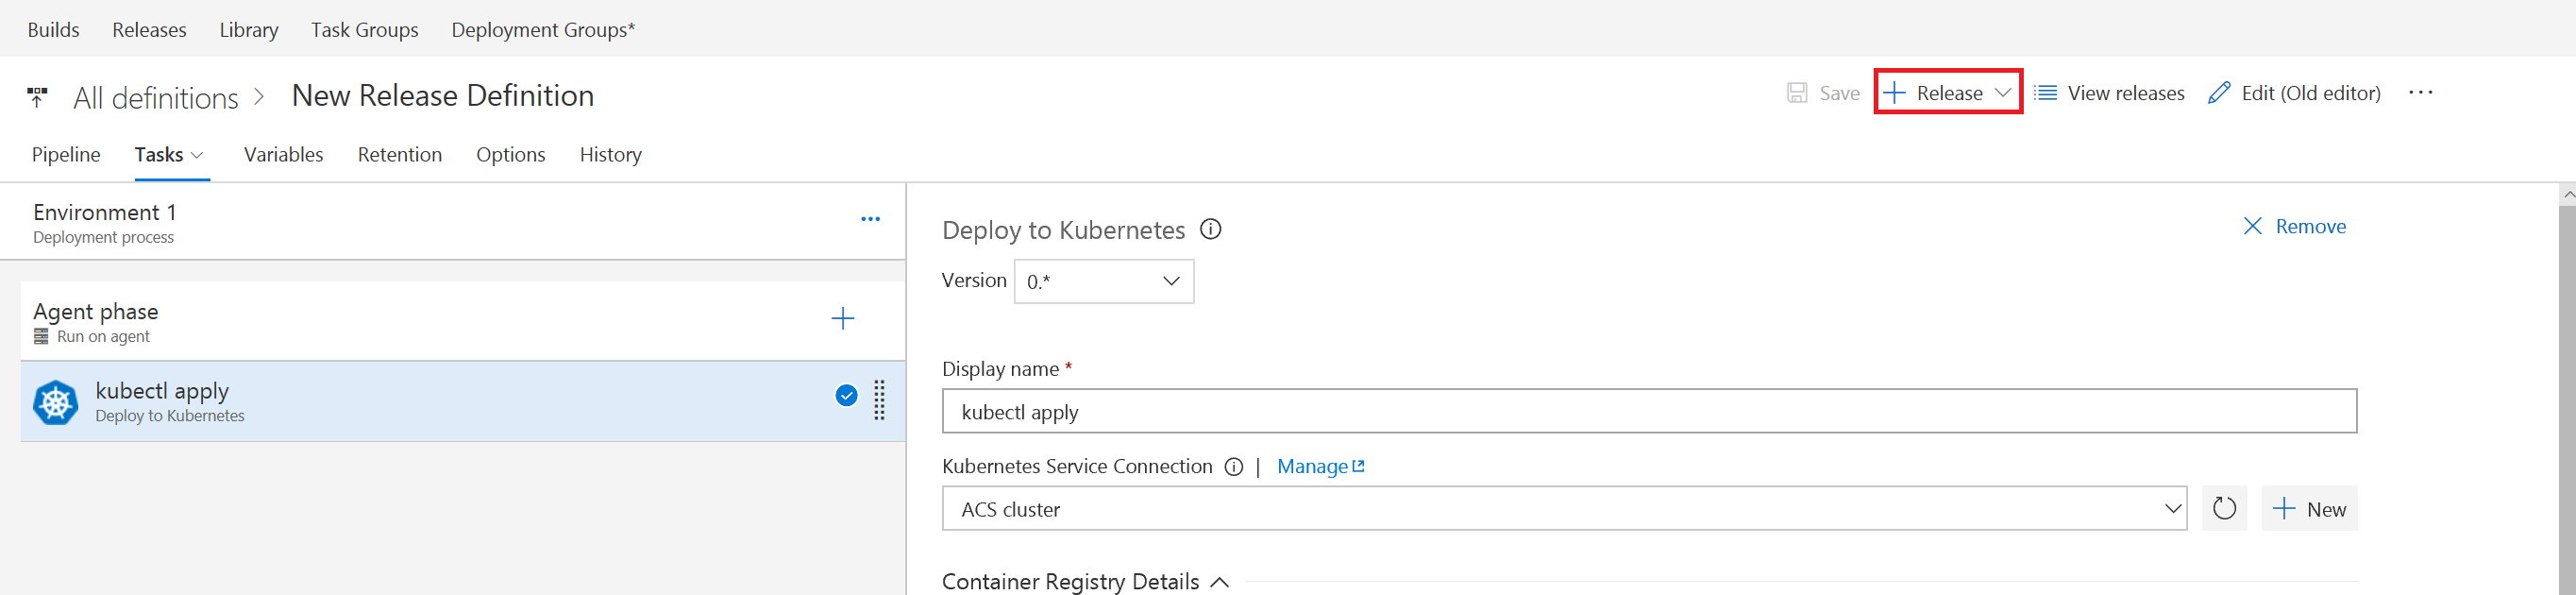 Builds Releases Library Task Groups Deployment Groups*
All definitions > New Release Definition
Save + Release View releases Edit (Old editor) ...
Pipeline Tasks Variables Retention Options History
Environment 1
Deployment process
Agent phase
Run on agent
kubectl apply
Deploy to Kubernetes
Deploy to Kubernetes
Remove
Version 0.*
Display name *
kubectl apply
Kubernetes Service Connection | Manage
ACS cluster
New
Container Registry Details